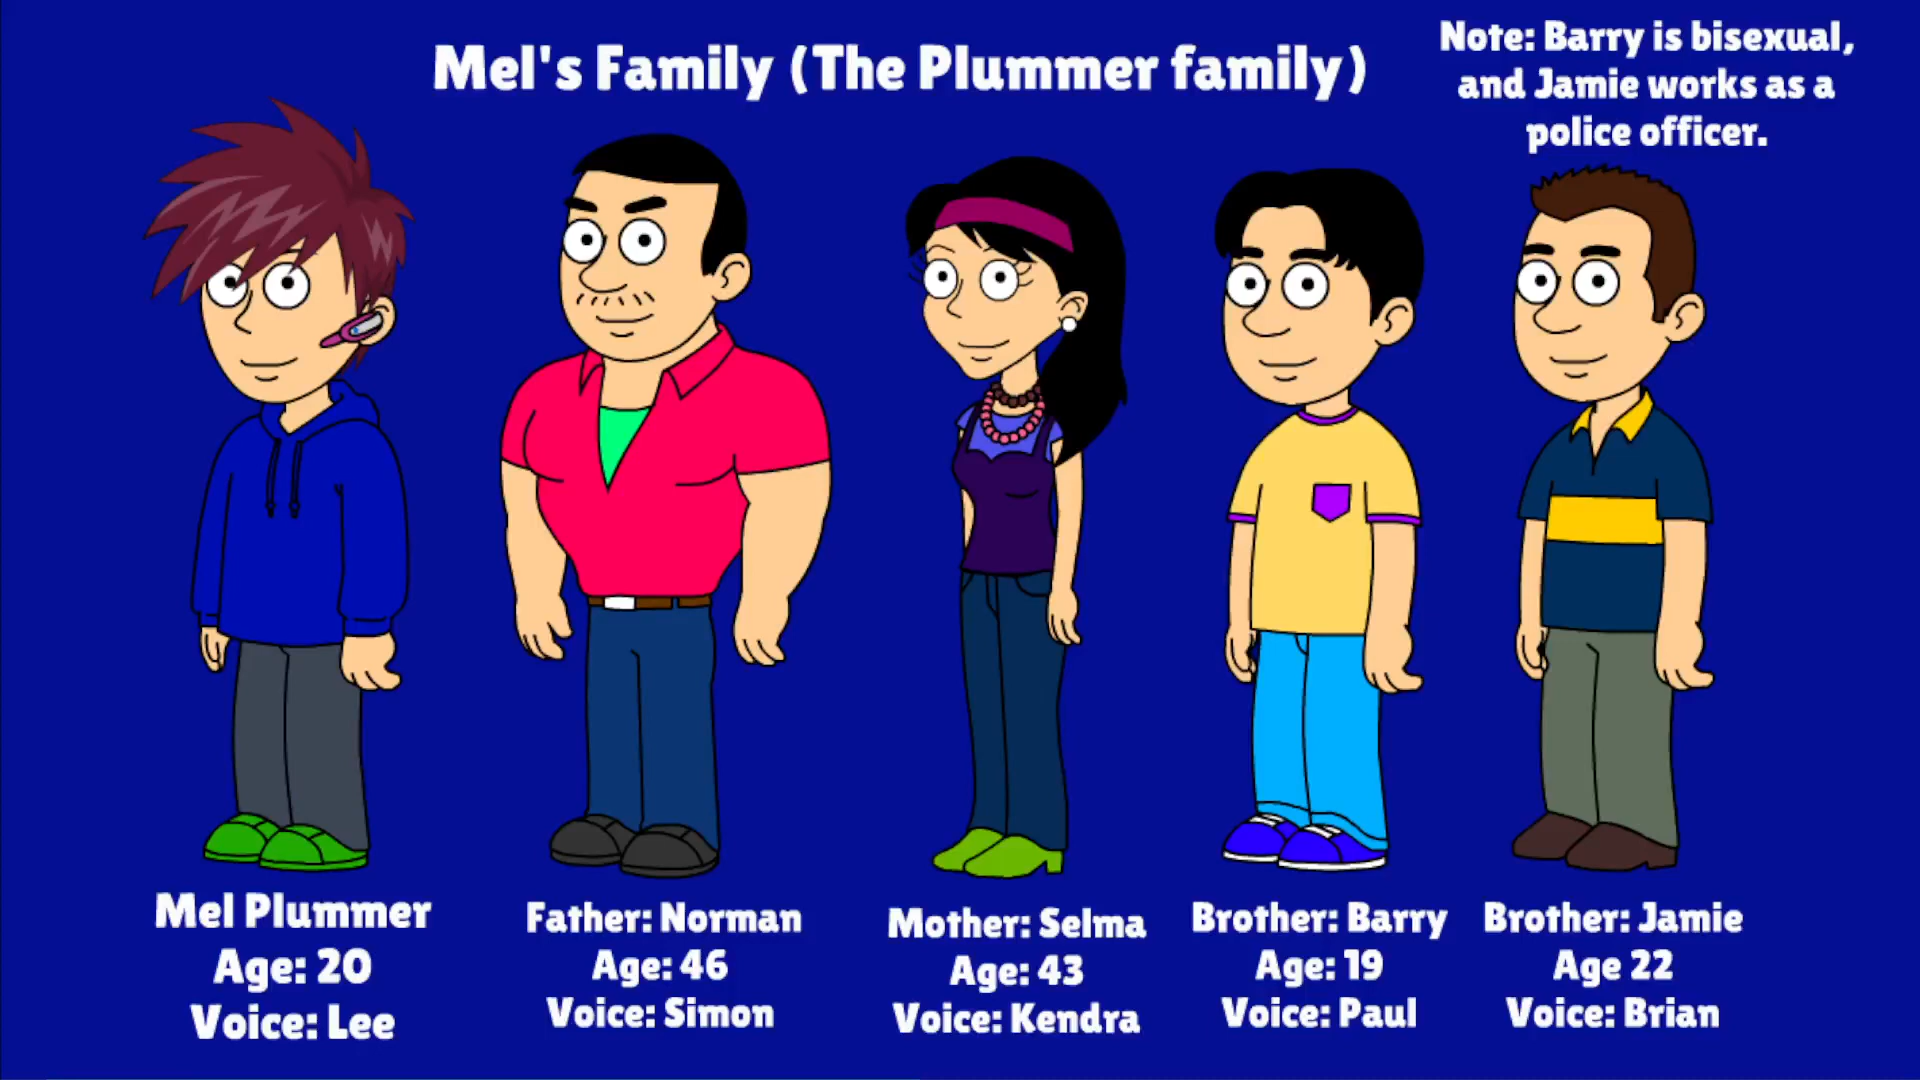 Mel's Family (The Plummer family)
Note: Barry is bisexual,
and Jamie works as a
police officer.
Mel Plummer
Age: 20
Voice: Lee
Father: Norman
Age: 46
Voice: Simon
Mother: Selma
Age: 43
Voice: Kendra
Brother: Barry
Age: 19
Voice: Paul
Brother: Jamie
Age 22
Voice: Brian